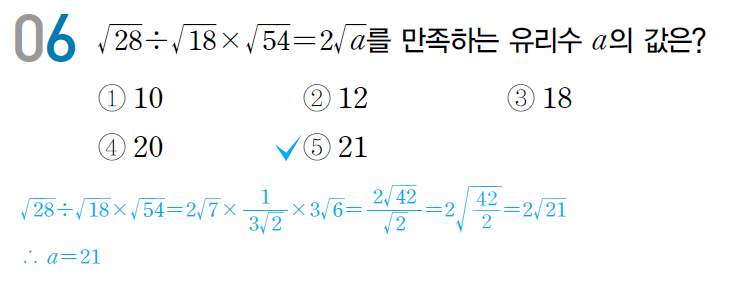 06 √28÷√18×√54=2√a를 만족하는 유리수 a의 값은?
① 10 ② 12 ③ 18
④ 20 ✓⑤ 21
√28÷√18×√54=2√7×1/(3√2)×3√6=(2√42)/√2=2√(42/2)=2√21
∴ a=21